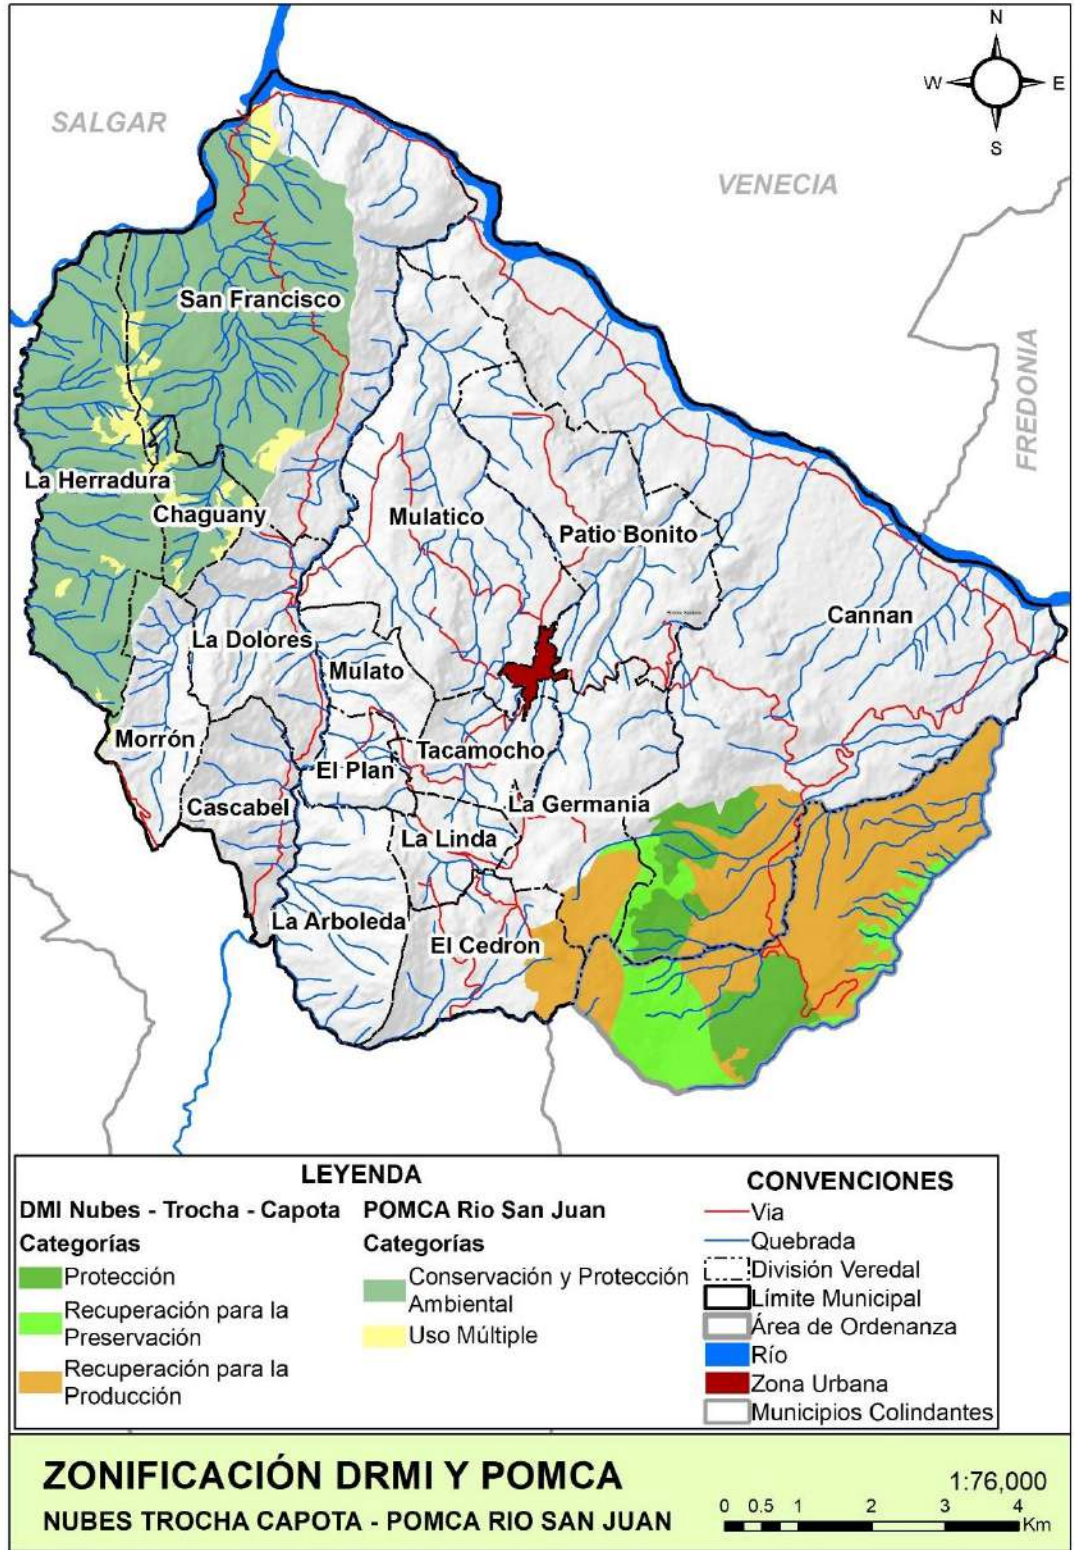 N
W
E
S
SALGAR
VENECIA
FREDONIA
San Francisco
La Herradura
Chaguany
Mulatico
Patio Bonito
Cannan
La Dolores
Mulato
Morrón
Tacamocho
El Plan
Cascabel
La Germania
La Linda
La Arboleda
El Cedron
LEYENDA
DMI Nubes - Trocha - Capota
Categorías
Protección
Recuperación para la
Preservación
Recuperación para la
Producción
POMCA Rio San Juan
Categorías
Conservación y Protección
Ambiental
Uso Múltiple
CONVENCIONES
Via
Quebrada
División Veredal
Límite Municipal
Área de Ordenanza
Río
Zona Urbana
Municipios Colindantes
ZONIFICACIÓN DRMI Y POMCA
NUBES TROCHA CAPOTA - POMCA RIO SAN JUAN
1:76,000
0 0.5 1 2 3 4
Km